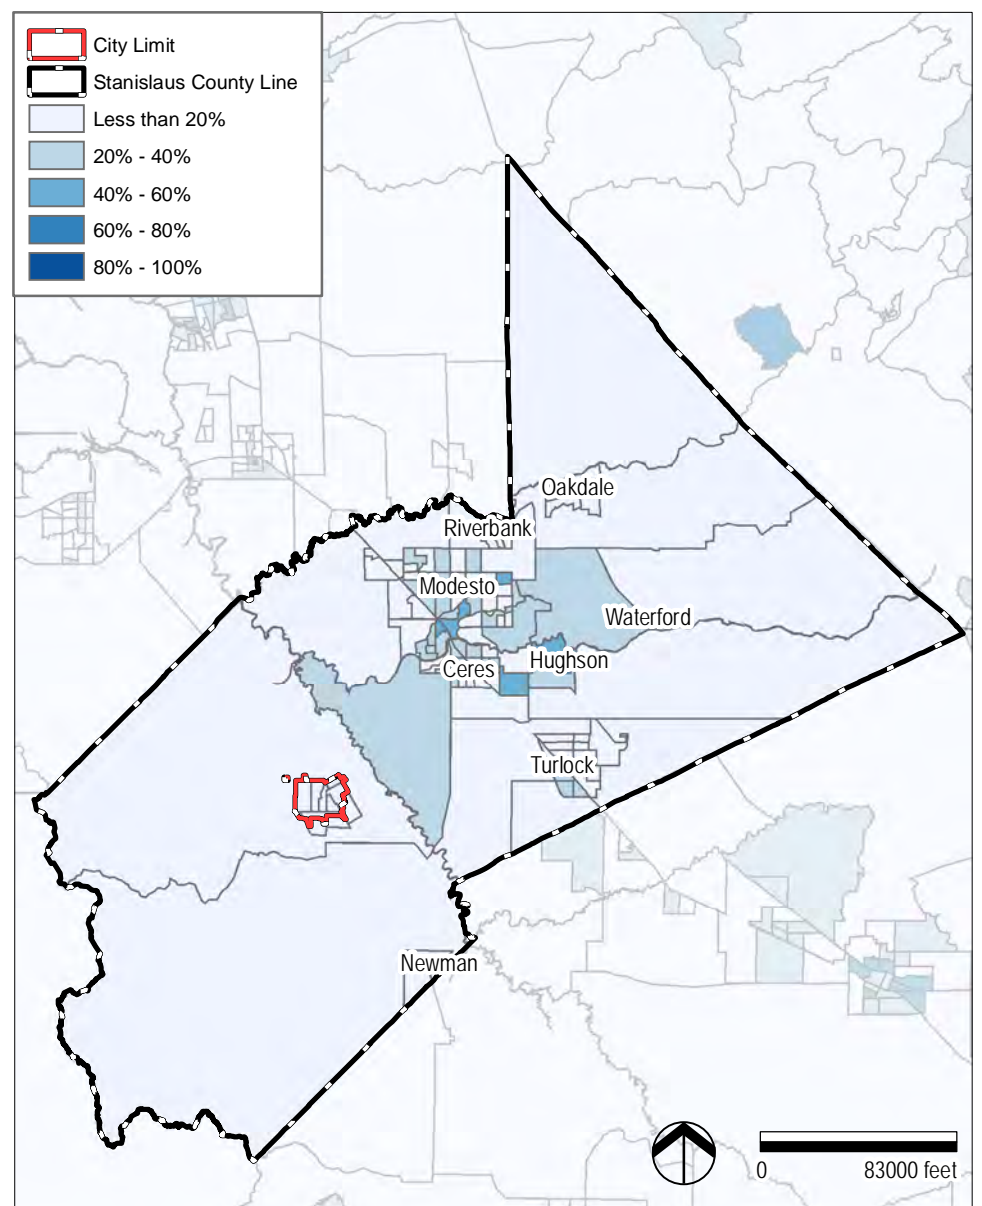 City Limit
Stanislaus County Line
Less than 20%
20% - 40%
40% - 60%
60% - 80%
80% - 100%
Oakdale
Riverbank
Modesto
Waterford
Hughson
Ceres
Turlock
Newman
0 83000 feet